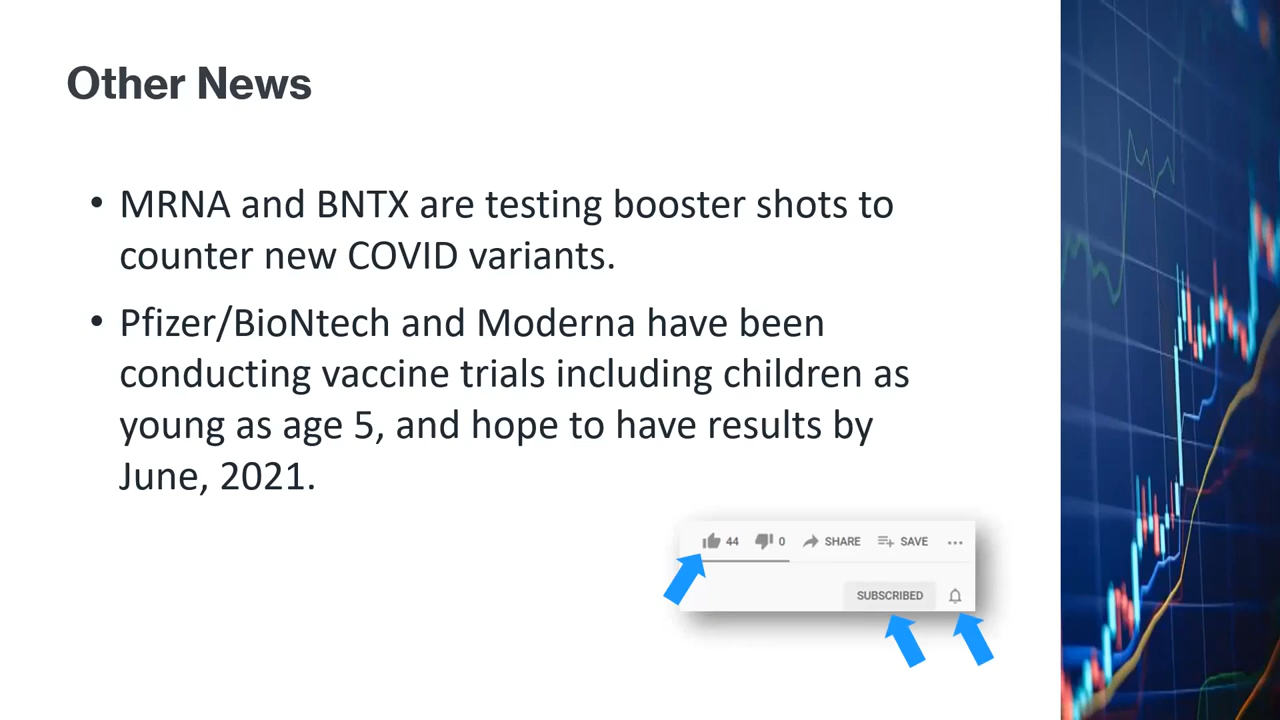 Other News
• MRNA and BNTX are testing booster shots to
counter new COVID variants.
• Pfizer/BioNtech and Moderna have been
conducting vaccine trials including children as
young as age 5, and hope to have results by
June, 2021.
44 0 SHARE SAVE ...
SUBSCRIBED